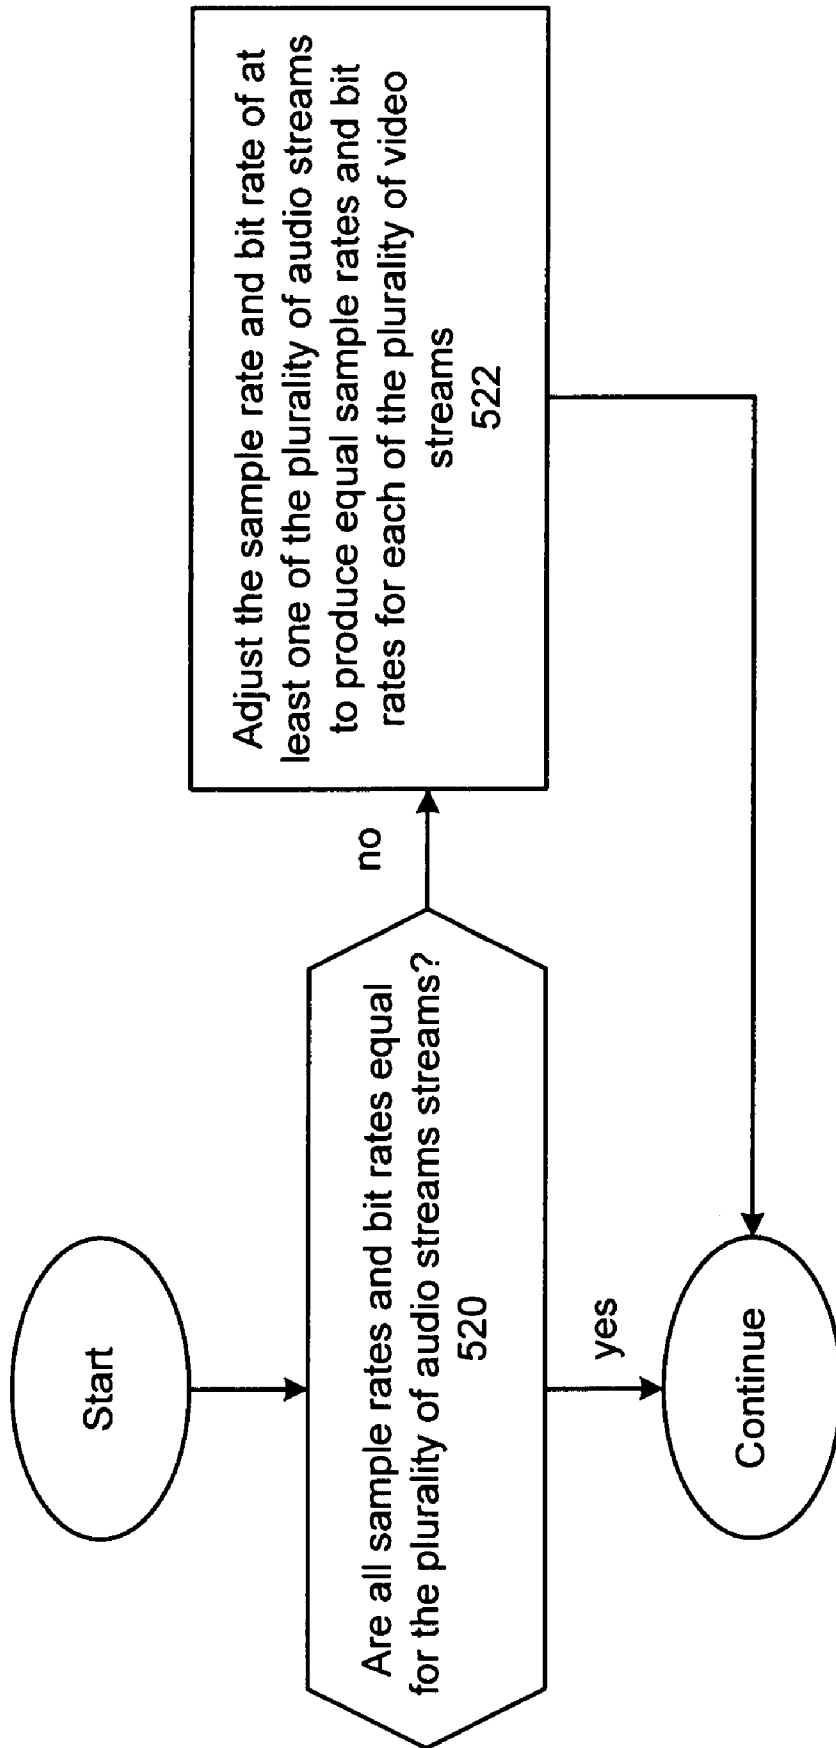 Start
Are all sample rates and bit rates equal
for the plurality of audio streams streams?
520
no
Adjust the sample rate and bit rate of at
least one of the plurality of audio streams
to produce equal sample rates and bit
rates for each of the plurality of video
streams
522
yes
Continue